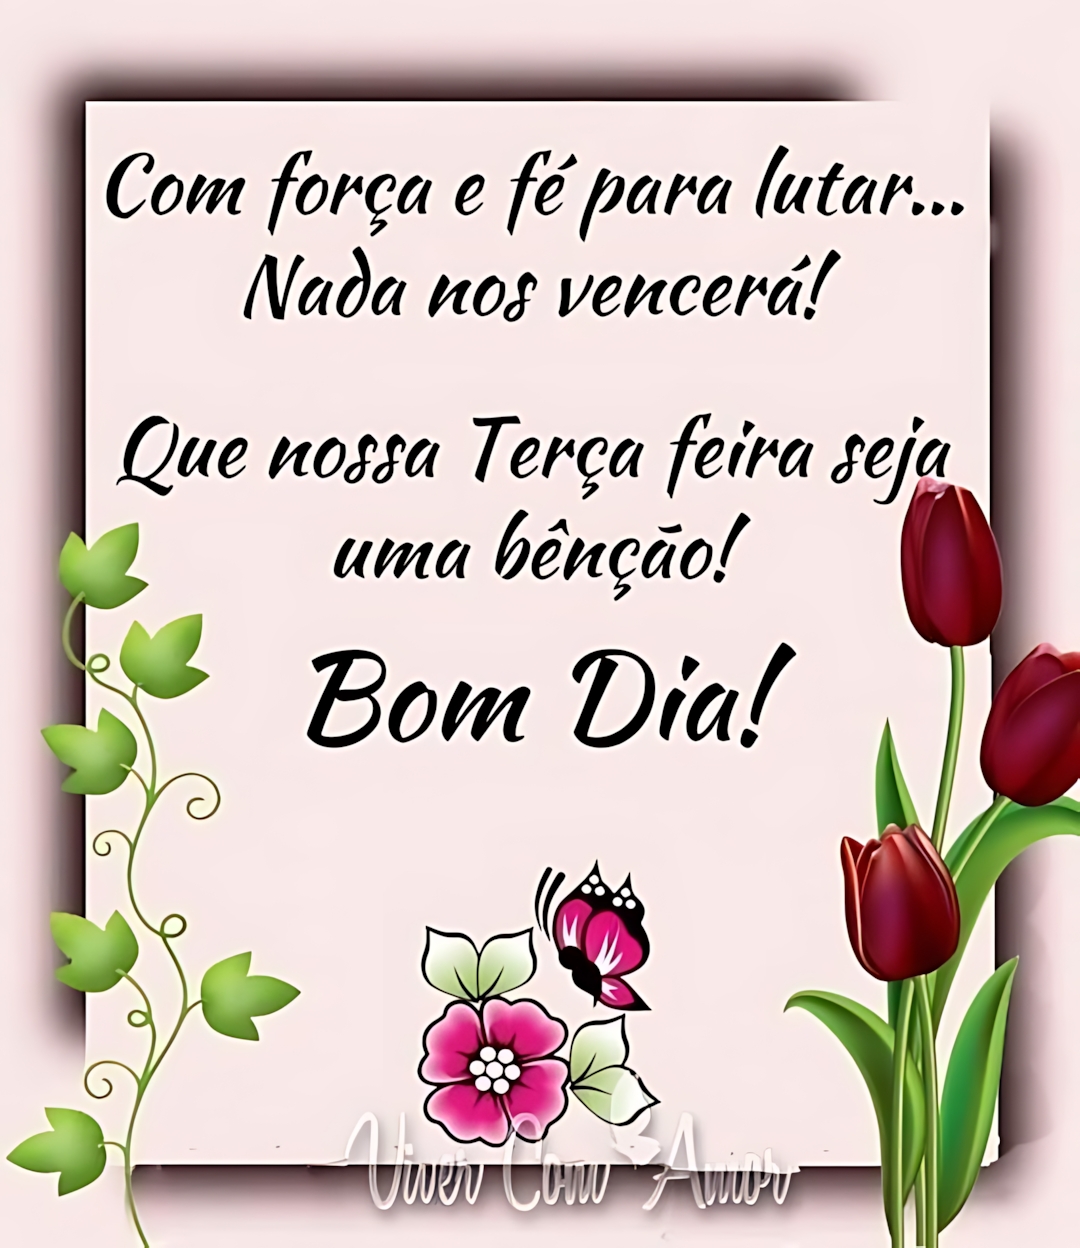 Com força e fé para lutar...
Nada nos vencerá!
Que nossa Terça feira seja
uma bênção!
Bom Dia!
Viver Com Amor